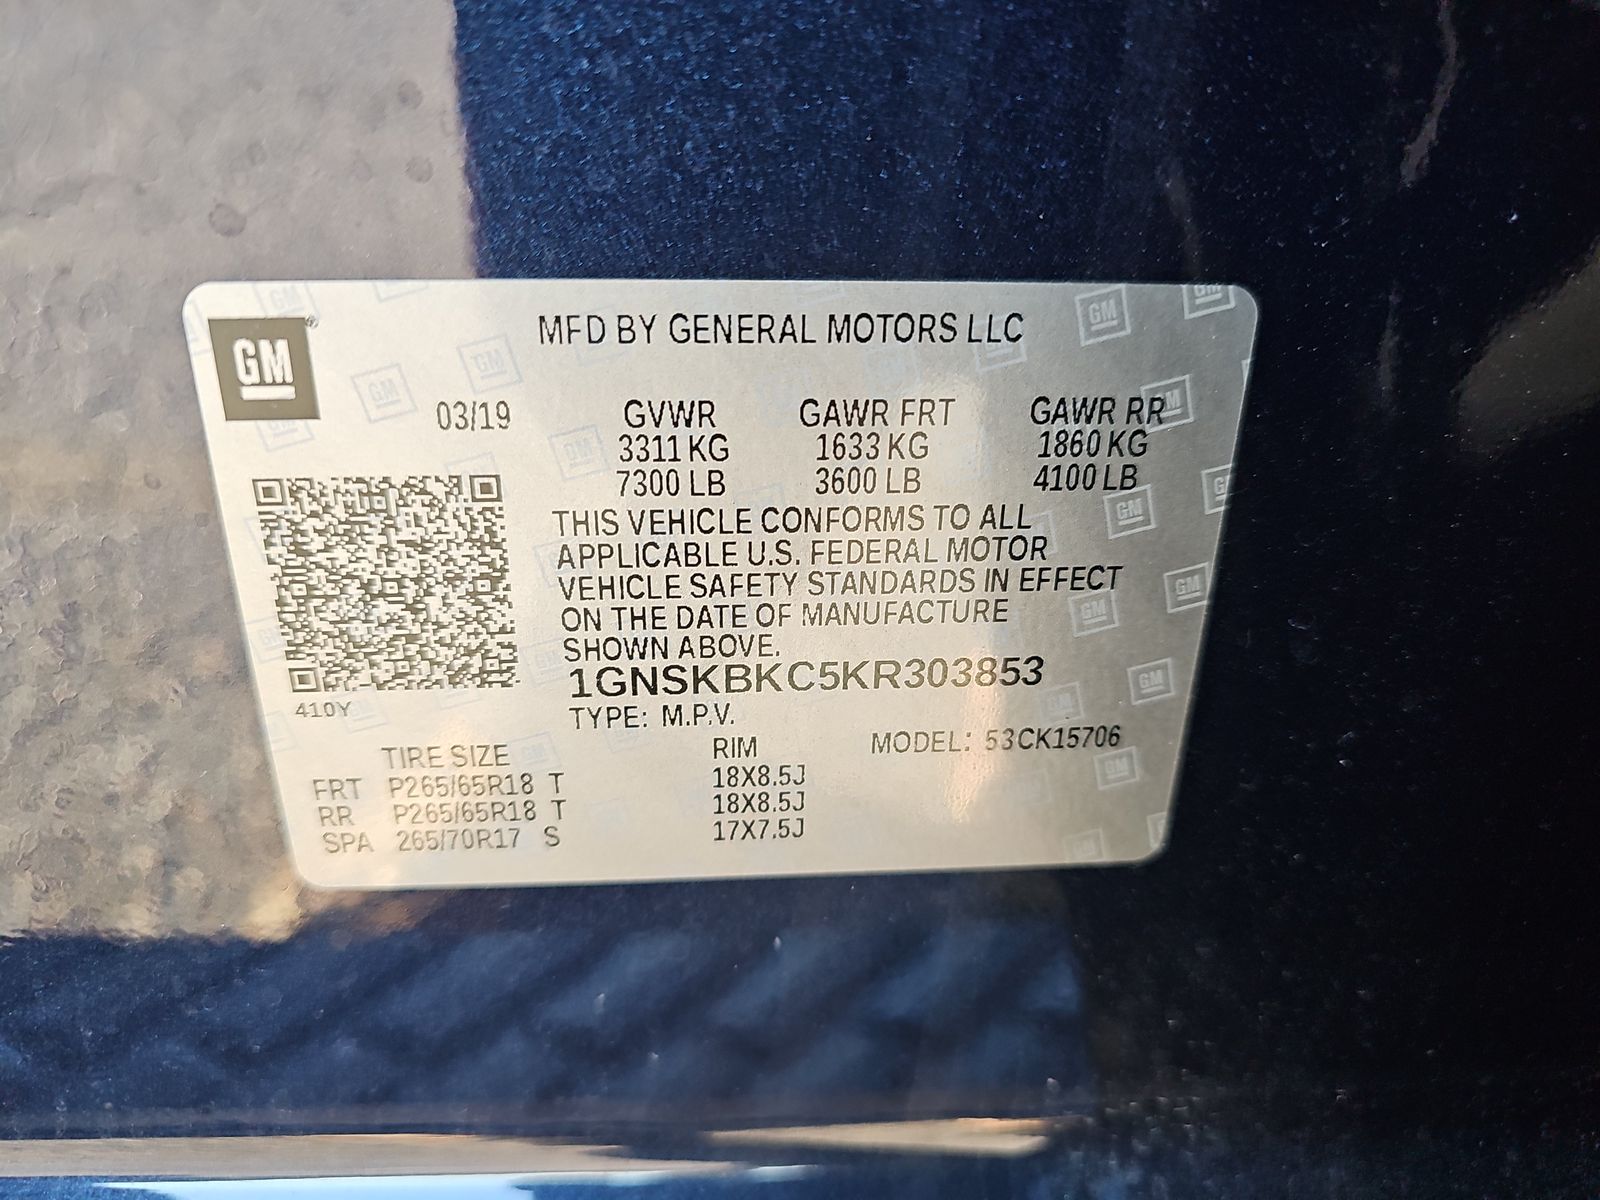 GM
MFD BY GENERAL MOTORS LLC
03/19 GVWR GAWR FRT GAWR RR
3311 KG 1633 KG 1860 KG
7300 LB 3600 LB 4100 LB
THIS VEHICLE CONFORMS TO ALL
APPLICABLE U.S. FEDERAL MOTOR
VEHICLE SAFETY STANDARDS IN EFFECT
ON THE DATE OF MANUFACTURE
SHOWN ABOVE.
1GNSKBKC5KR303853
410Y
TYPE: M.P.V.
TIRE SIZE RIM MODEL: 53CK15706
FRT P265/65R18 T 18X8.5J
RR P265/65R18 T 18X8.5J
SPA 265/70R17 S 17X7.5J